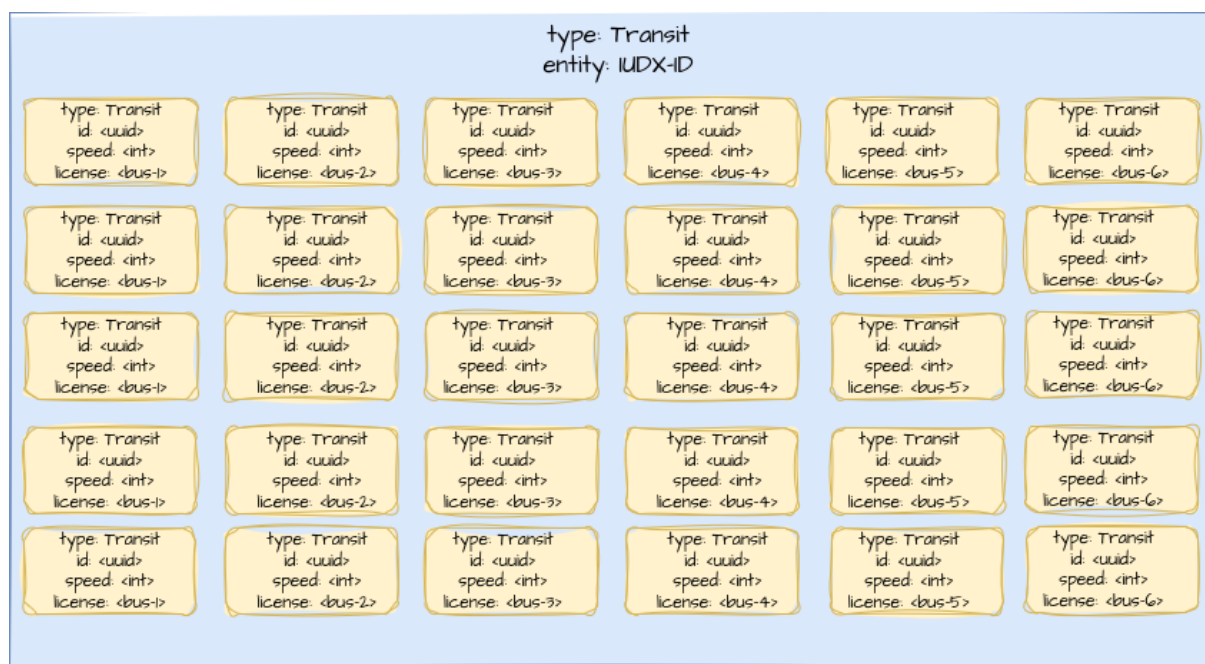 type: Transit
entity: IUDX-ID
type: Transit
id: <uuid>
speed: <int>
license: <bus-1>
type: Transit
id: <uuid>
speed: <int>
license: <bus-2>
type: Transit
id: <uuid>
speed: <int>
license: <bus-3>
type: Transit
id: <uuid>
speed: <int>
license: <bus-4>
type: Transit
id: <uuid>
speed: <int>
license: <bus-5>
type: Transit
id: <uuid>
speed: <int>
license: <bus-6>
type: Transit
id: <uuid>
speed: <int>
license: <bus-1>
type: Transit
id: <uuid>
speed: <int>
license: <bus-2>
type: Transit
id: <uuid>
speed: <int>
license: <bus-3>
type: Transit
id: <uuid>
speed: <int>
license: <bus-4>
type: Transit
id: <uuid>
speed: <int>
license: <bus-5>
type: Transit
id: <uuid>
speed: <int>
license: <bus-6>
type: Transit
id: <uuid>
speed: <int>
license: <bus-1>
type: Transit
id: <uuid>
speed: <int>
license: <bus-2>
type: Transit
id: <uuid>
speed: <int>
license: <bus-3>
type: Transit
id: <uuid>
speed: <int>
license: <bus-4>
type: Transit
id: <uuid>
speed: <int>
license: <bus-5>
type: Transit
id: <uuid>
speed: <int>
license: <bus-6>
type: Transit
id: <uuid>
speed: <int>
license: <bus-1>
type: Transit
id: <uuid>
speed: <int>
license: <bus-2>
type: Transit
id: <uuid>
speed: <int>
license: <bus-3>
type: Transit
id: <uuid>
speed: <int>
license: <bus-4>
type: Transit
id: <uuid>
speed: <int>
license: <bus-5>
type: Transit
id: <uuid>
speed: <int>
license: <bus-6>
type: Transit
id: <uuid>
speed: <int>
license: <bus-1>
type: Transit
id: <uuid>
speed: <int>
license: <bus-2>
type: Transit
id: <uuid>
speed: <int>
license: <bus-3>
type: Transit
id: <uuid>
speed: <int>
license: <bus-4>
type: Transit
id: <uuid>
speed: <int>
license: <bus-5>
type: Transit
id: <uuid>
speed: <int>
license: <bus-6>